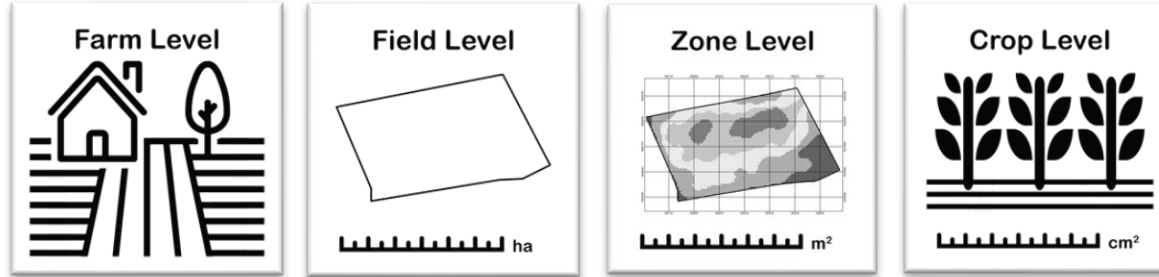 Farm Level
Field Level
ha
Zone Level
m²
Crop Level
cm²